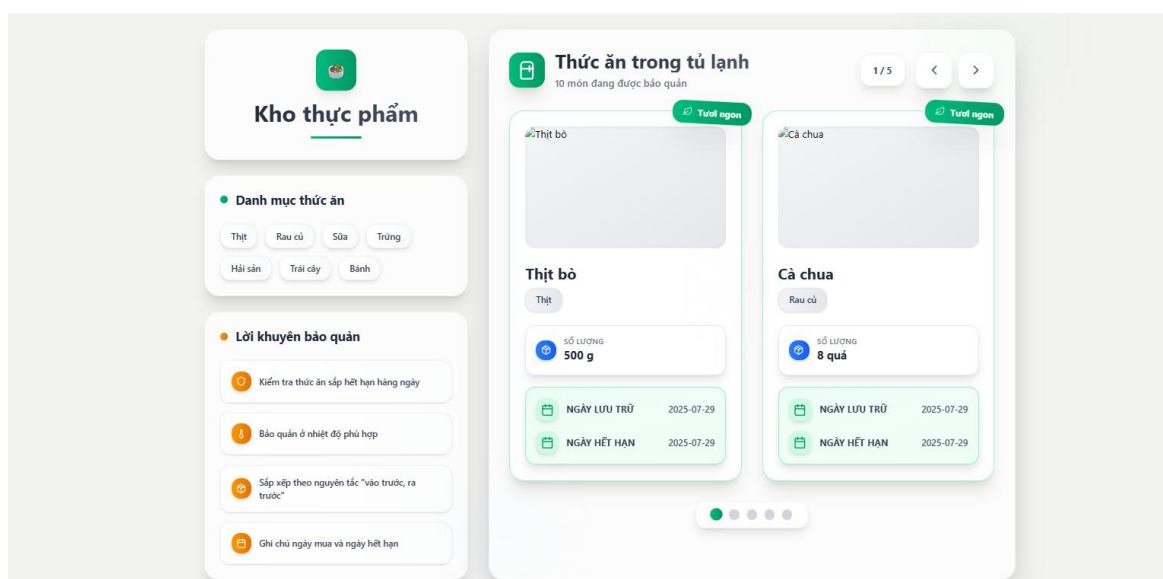 Kho thực phẩm
Danh mục thức ăn
Thịt
Rau củ
Sữa
Trứng
Hải sản
Trái cây
Bánh
Lời khuyên bảo quản
Kiểm tra thức ăn sắp hết hạn hàng ngày
Bảo quản ở nhiệt độ phù hợp
Sắp xếp theo nguyên tắc "vào trước, ra
trước"
Ghi chú ngày mua và ngày hết hạn
Thức ăn trong tủ lạnh
10 món đang được bảo quản
1 / 5
Tươi ngon
Thịt bò
Thịt bò
Thịt
SỐ LƯỢNG
500 g
NGÀY LƯU TRỮ 2025-07-29
NGÀY HẾT HẠN 2025-07-29
Tươi ngon
Cà chua
Cà chua
Rau củ
SỐ LƯỢNG
8 quả
NGÀY LƯU TRỮ 2025-07-29
NGÀY HẾT HẠN 2025-07-29